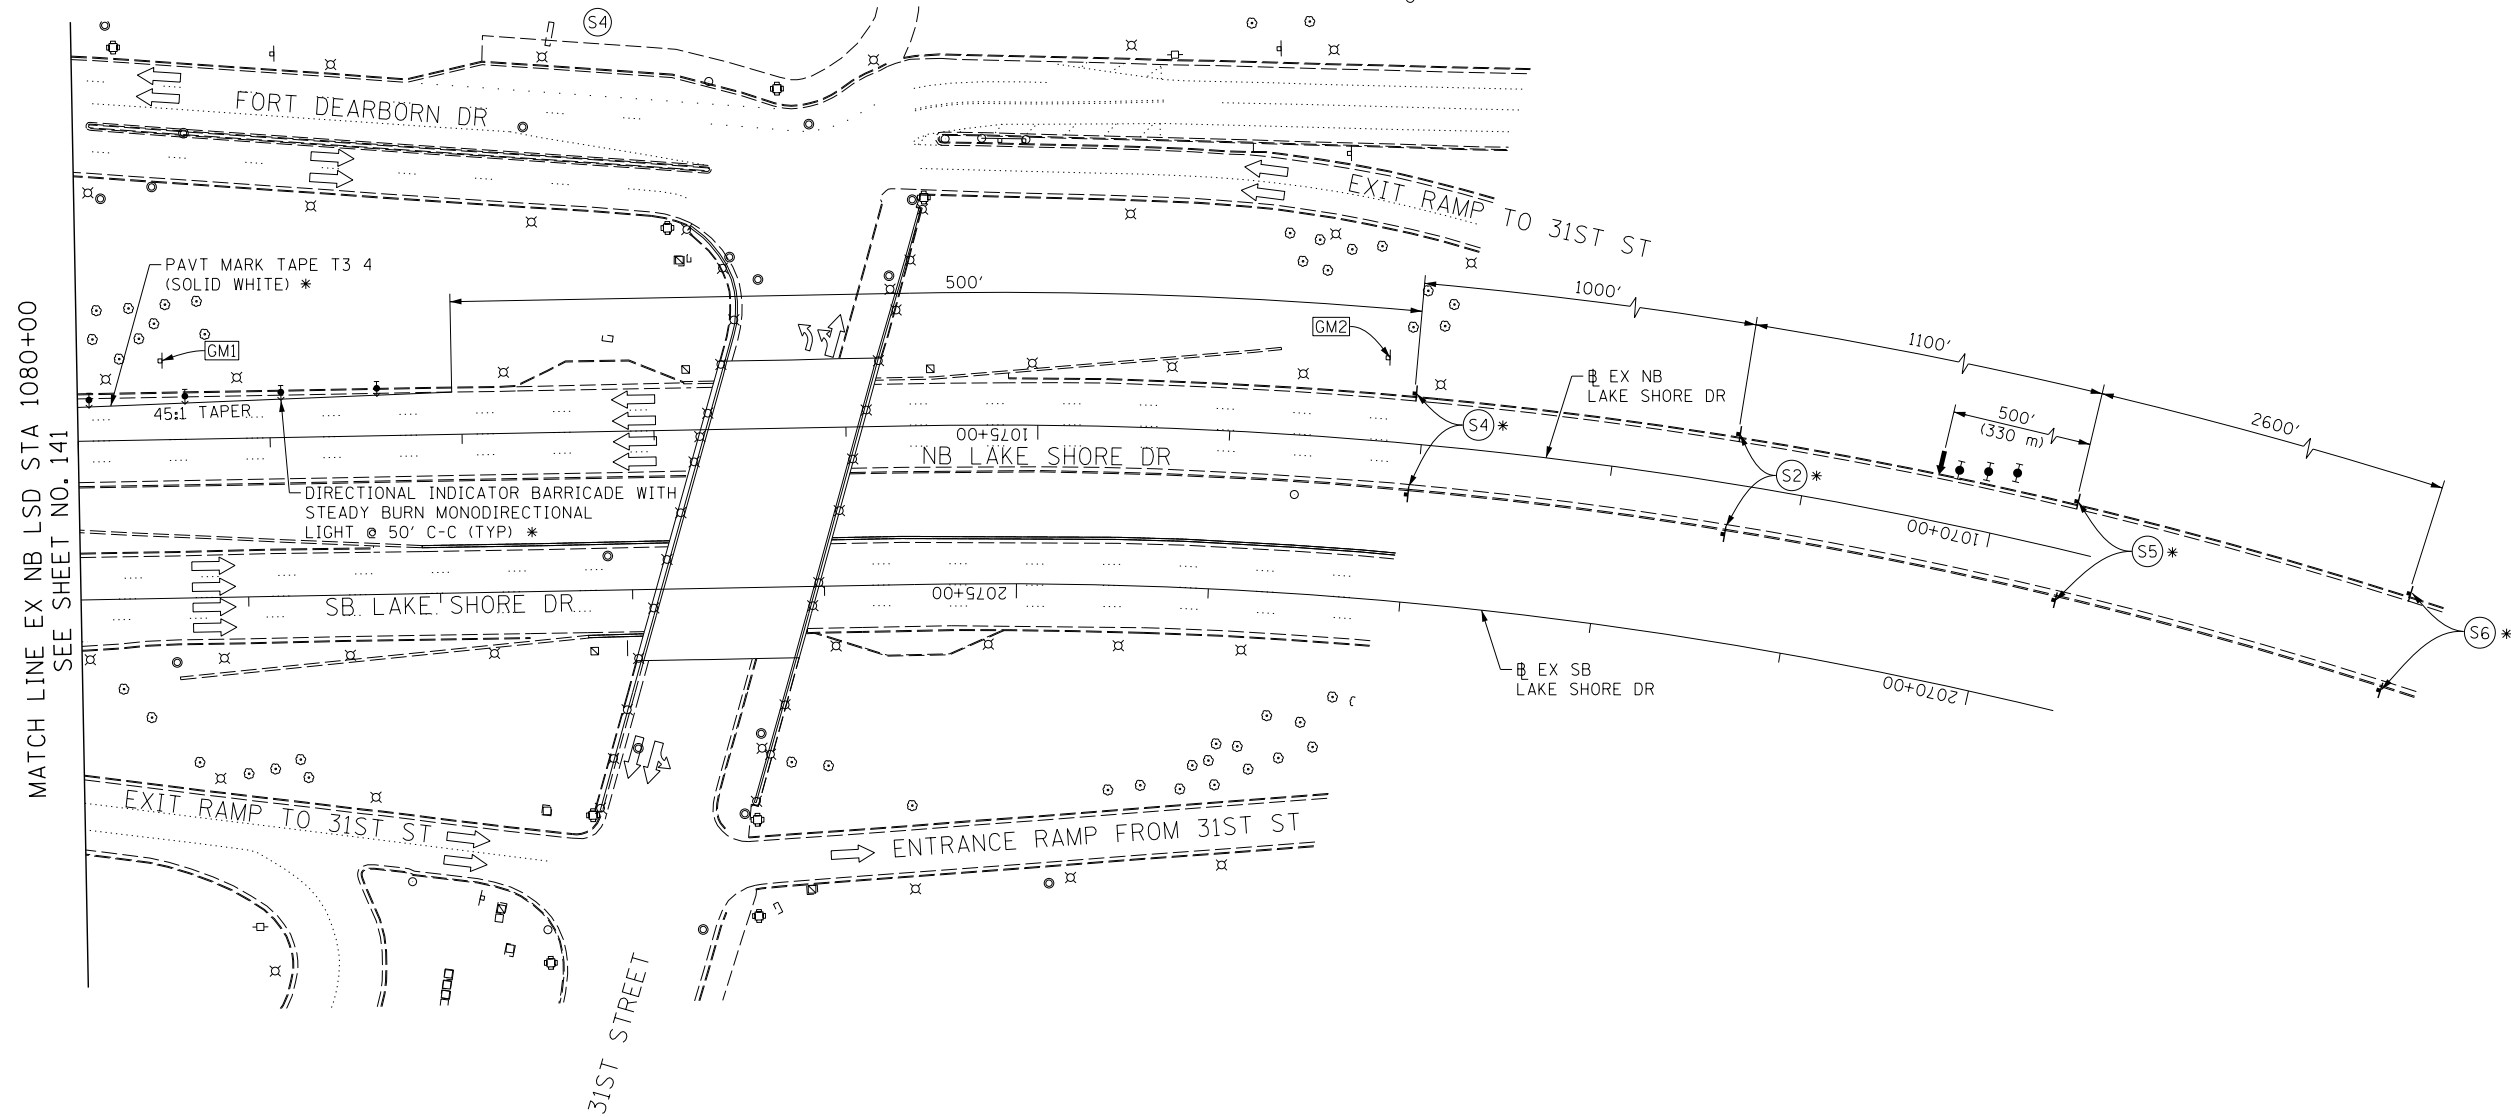 S4
FORT DEARBORN DR
EXIT RAMP TO 31ST ST
PAVT MARK TAPE T3 4
(SOLID WHITE) *
500'
1000'
1100'
2600'
GM1
GM2
MATCH LINE EX NB LSD STA 1080+00
SEE SHEET NO. 141
45:1 TAPER
1075+00
NB LAKE SHORE DR
S4 *
B EX NB
LAKE SHORE DR
500'
(330 m)
S2 *
DIRECTIONAL INDICATOR BARRICADE WITH
STEADY BURN MONODIRECTIONAL
LIGHT @ 50' C-C (TYP) *
1070+00
S5 *
SB LAKE SHORE DR
2075+00
S6 *
B EX SB
LAKE SHORE DR
2070+00
EXIT RAMP TO 31ST ST
ENTRANCE RAMP FROM 31ST ST
31ST STREET